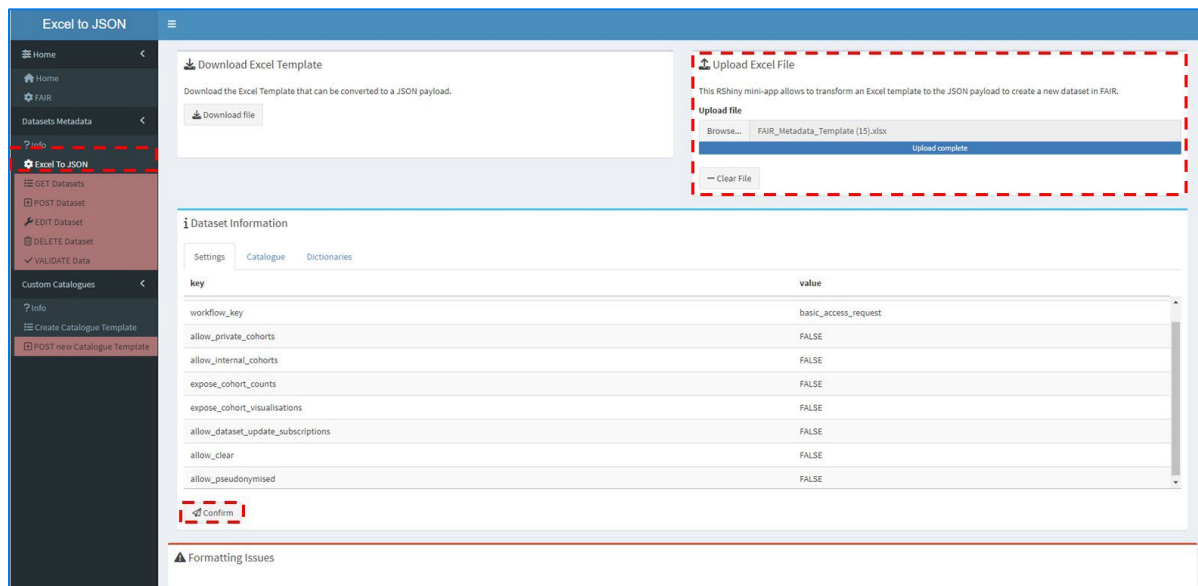 Excel to JSON
Home
Home
FAIR
Datasets Metadata
? Info
Excel To JSON
GET Datasets
POST Dataset
EDIT Dataset
DELETE Dataset
VALIDATE Data
Custom Catalogues
? Info
Create Catalogue Template
POST new Catalogue Template
Download Excel Template
Download the Excel Template that can be converted to a JSON payload.
Download file
Upload Excel File
This RShiny mini-app allows to transform an Excel template to the JSON payload to create a new dataset in FAIR.
Upload file
Browse... FAIR_Metadata_Template (15).xlsx
Upload complete
Clear File
Dataset Information
Settings Catalogue Dictionaries
key value
workflow_key basic_access_request
allow_private_cohorts FALSE
allow_internal_cohorts FALSE
expose_cohort_counts FALSE
expose_cohort_visualisations FALSE
allow_dataset_update_subscriptions FALSE
allow_clear FALSE
allow_pseudonymised FALSE
Confirm
Formatting Issues